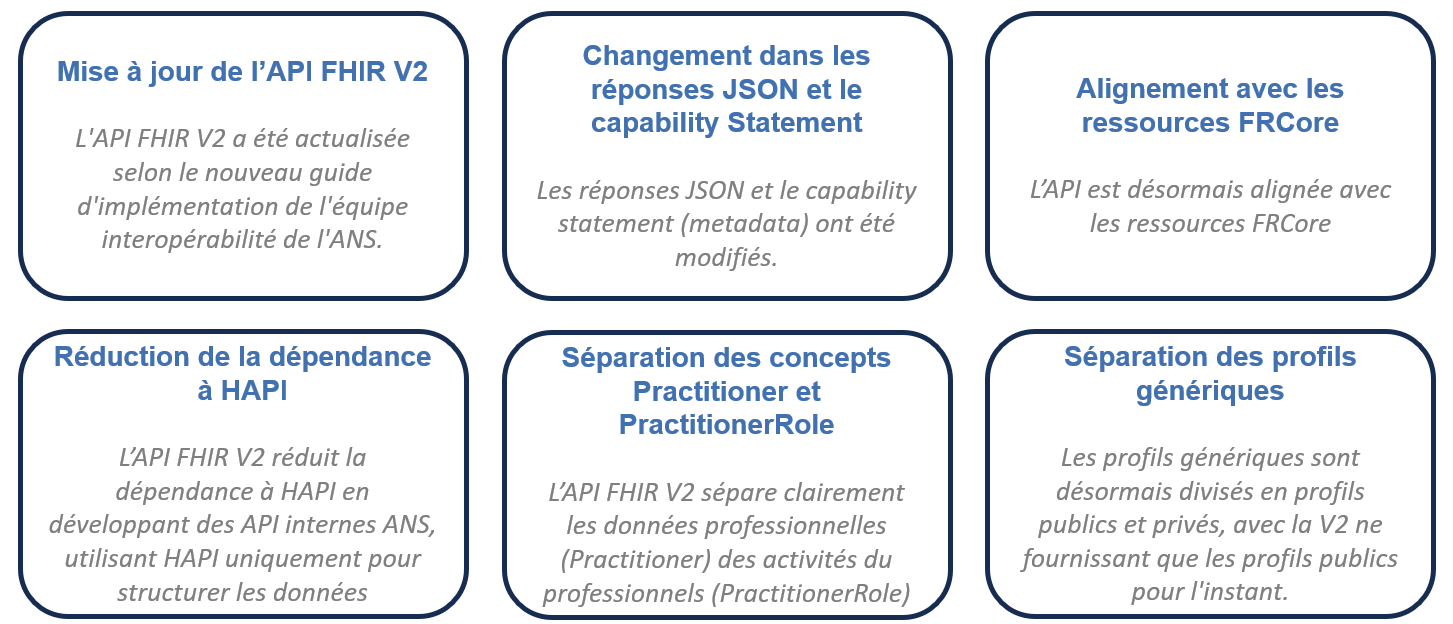 Mise à jour de l’API FHIR V2
L'API FHIR V2 a été actualisée
selon le nouveau guide
d'implémentation de l'équipe
interopérabilité de l'ANS.
Changement dans les
réponses JSON et le
capability Statement
Les réponses JSON et le capability
statement (metadata) ont été
modifiés.
Alignement avec les
ressources FRCore
L’API est désormais alignée avec
les ressources FRCore
Réduction de la dépendance
à HAPI
L’API FHIR V2 réduit la
dépendance à HAPI en
développant des API internes ANS,
utilisant HAPI uniquement pour
structurer les données
Séparation des concepts
Practitioner et
PractitionerRole
L’API FHIR V2 sépare clairement
les données professionnelles
(Practitioner) des activités du
professionnels (PractitionerRole)
Séparation des profils
génériques
Les profils génériques sont
désormais divisés en profils
publics et privés, avec la V2 ne
fournissant que les profils publics
pour l'instant.